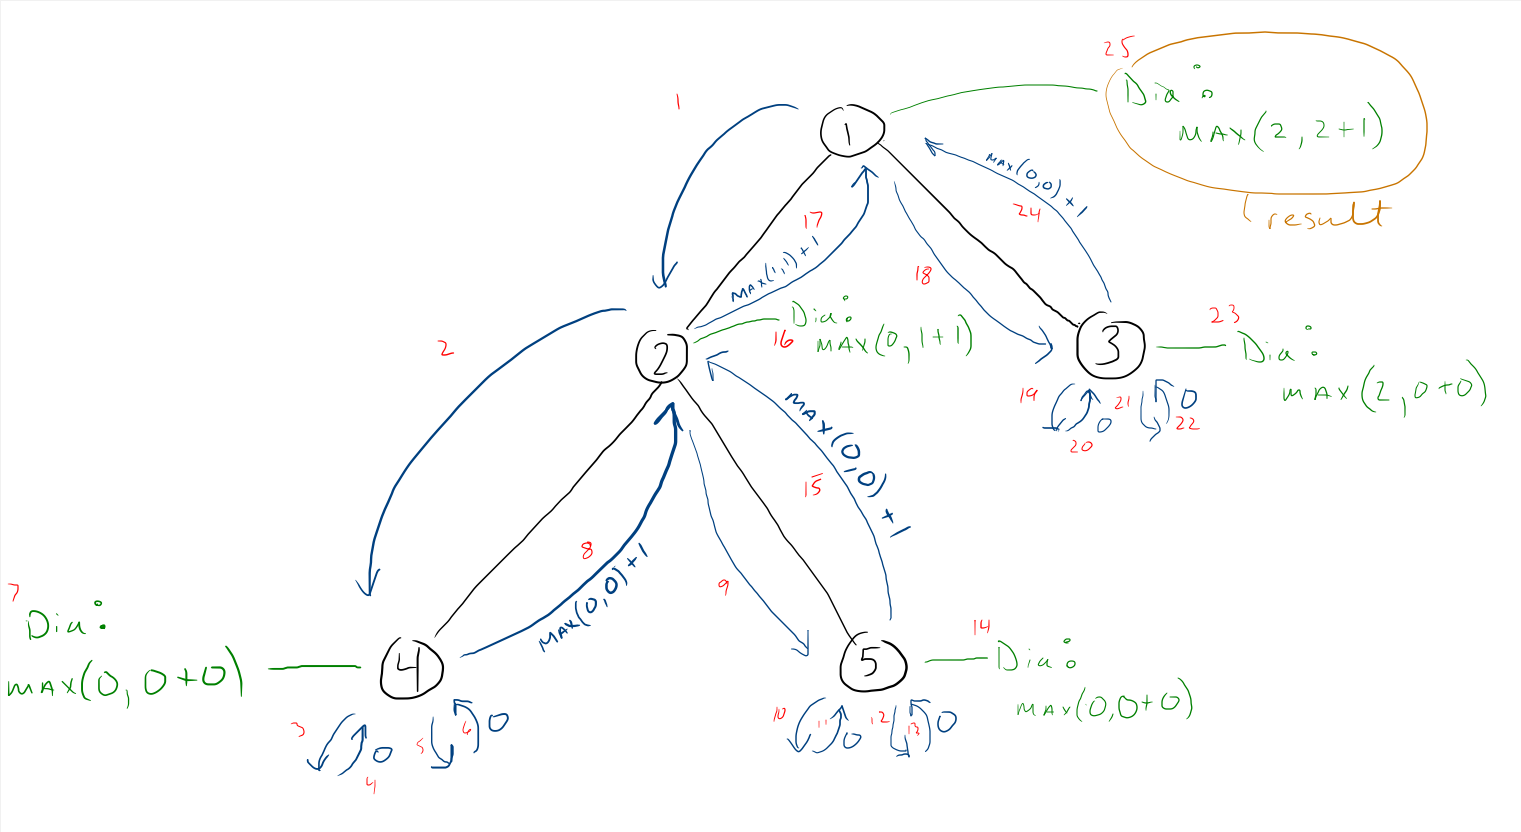 25
Dia:
MAX(2, 2+1)
result
1
1
MAX(0,0)+1
24
17
MAX(1,1)+1
18
2
2
Dia:
16
MAX(0, 1+1)
3
23
Dia:
MAX(2, 0+0)
19
20
0
21
0
22
MAX(0,0)+1
15
8
MAX(0,0)+1
9
7
Dia:
MAX(0, 0+0)
4
3
0
4
5
6
0
5
14
Dia:
MAX(0,0+0)
10
11
0
12
13
0